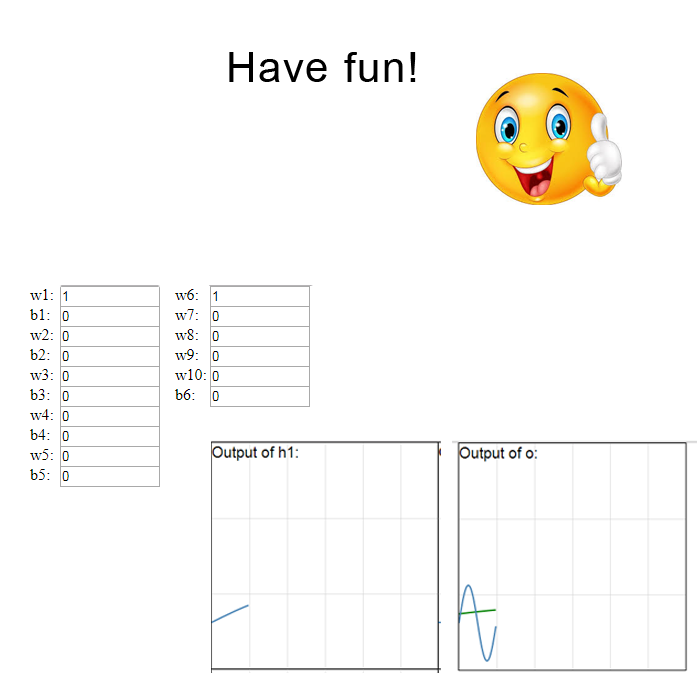 Have fun!
w1: 1
b1: 0
w2: 0
b2: 0
w3: 0
b3: 0
w4: 0
b4: 0
w5: 0
b5: 0
w6: 1
w7: 0
w8: 0
w9: 0
w10: 0
b6: 0
Output of h1:
Output of o: